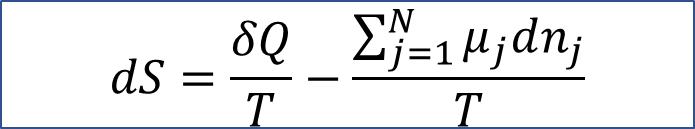 dS = δQ/T − ∑_{j=1}^{N} μ_j dn_j / T